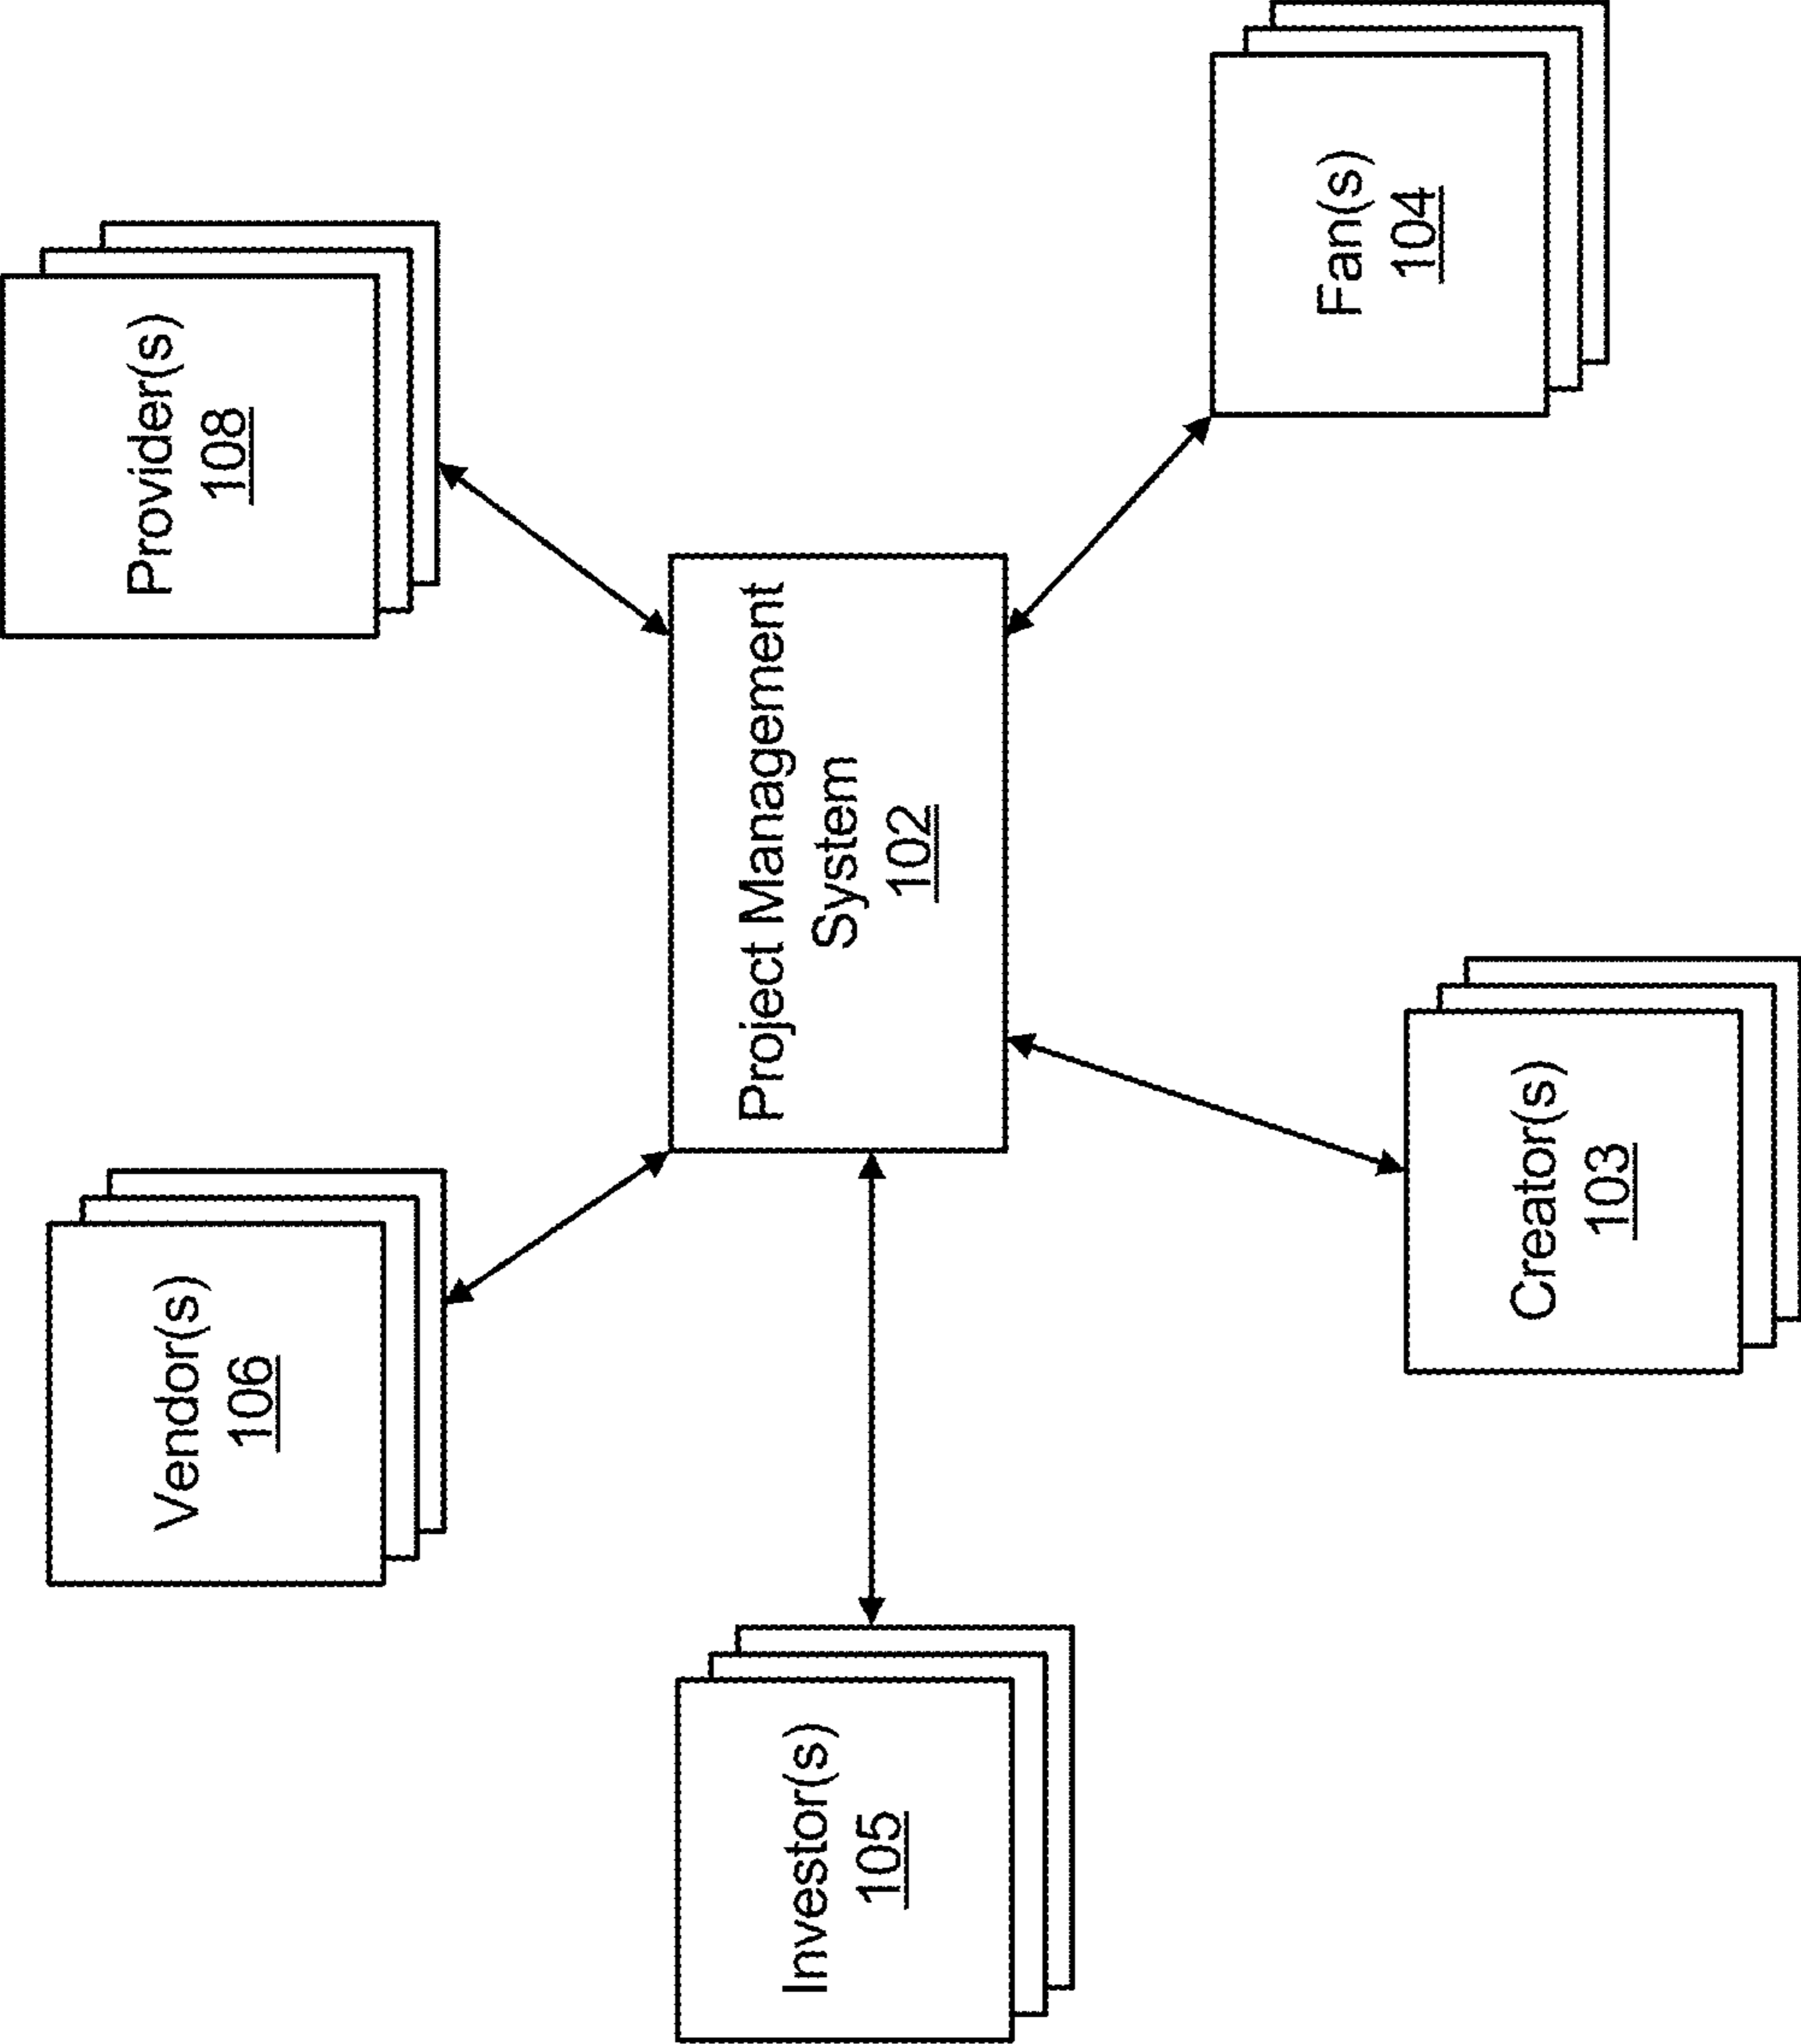 Vendor(s)
106
Provider(s)
108
Investor(s)
105
Project Management
System
102
Creator(s)
103
Fan(s)
104